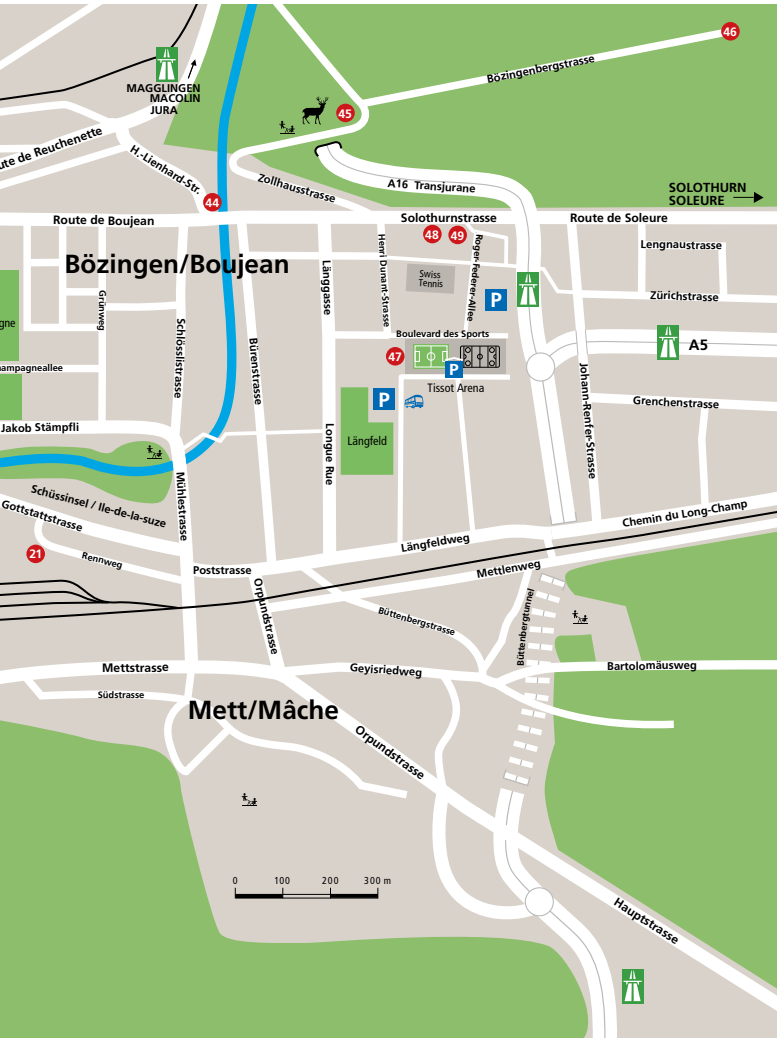 46
Bözingenbergstrasse
MAGGLINGEN
MACOLIN
JURA
45
ute de Reuchenette
H.-Lienhard-Str.
Zollhausstrasse
A16 Transjurane
SOLOTHURN
SOLEURE
44
Route de Boujean
Solothurnstrasse
Route de Soleure
48
49
Lengnaustrasse
Bözingen/Boujean
Henri Dunant-Strasse
Roger-Federer-Allee
Länggasse
Swiss
Tennis
P
Zürichstrasse
Grünweg
gne
Schlösslistrasse
Bürenstrasse
Boulevard des Sports
47
P
A5
Tissot Arena
ampagneallee
Johann-Renfer-Strasse
P
Grenchenstrasse
Jakob Stämpfli
Längfeld
Longue Rue
Mühlestrasse
Schüssinsel / Ile-de-la-suze
Gottstattstrasse
Chemin du Long-Champ
21
Rennweg
Längfeldweg
Poststrasse
Mettlenweg
Orpundstrasse
Büttenbergstrasse
Büttenbergtunnel
Mettstrasse
Geyisriedweg
Bartolomäusweg
Südstrasse
Mett/Mâche
Orpundstrasse
0 100 200 300 m
Hauptstrasse